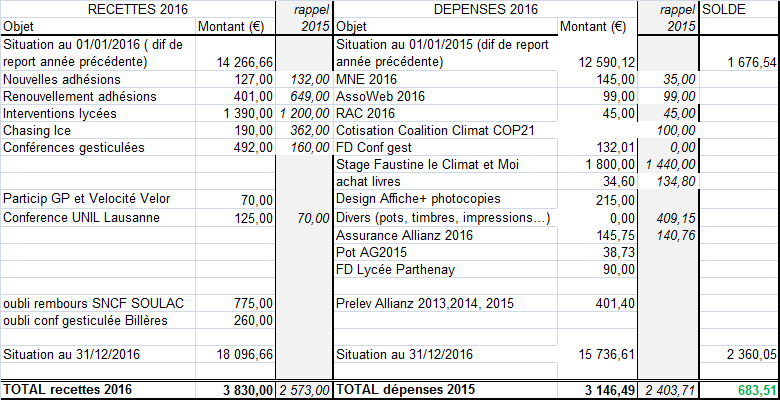 RECETTES 2016 rappel DEPENSES 2016 rappel SOLDE
Objet Montant (€) 2015 Objet Montant (€) 2015
Situation au 01/01/2016 ( dif de Situation au 01/01/2015 (dif de report
report année précédente) 14 266,66 année précédente) 12 590,12 1 676,54
Nouvelles adhésions 127,00 132,00 MNE 2016 145,00 35,00
Renouvellement adhésions 401,00 649,00 AssoWeb 2016 99,00 99,00
Interventions lycées 1 390,00 1 200,00 RAC 2016 45,00 45,00
Chasing Ice 190,00 362,00 Cotisation Coalition Climat COP21 100,00
Conférences gesticulées 492,00 160,00 FD Conf gest 132,01 0,00
Stage Faustine le Climat et Moi 1 800,00 1 440,00
achat livres 34,60 134,80
Particip GP et Velocité Velor 70,00 Design Affiche+ photocopies 215,00
Conference UNIL Lausanne 125,00 70,00 Divers (pots, timbres, impressions...) 0,00 409,15
Assurance Allianz 2016 145,75 140,76
Pot AG2015 38,73
FD Lycée Parthenay 90,00
oubli rembours SNCF SOULAC 775,00 Prelev Allianz 2013,2014, 2015 401,40
oubli conf gesticulée Billères 260,00
Situation au 31/12/2016 18 096,66 Situation au 31/12/2016 15 736,61 2 360,05
TOTAL recettes 2016 3 830,00 2 573,00 TOTAL dépenses 2015 3 146,49 2 403,71 683,51